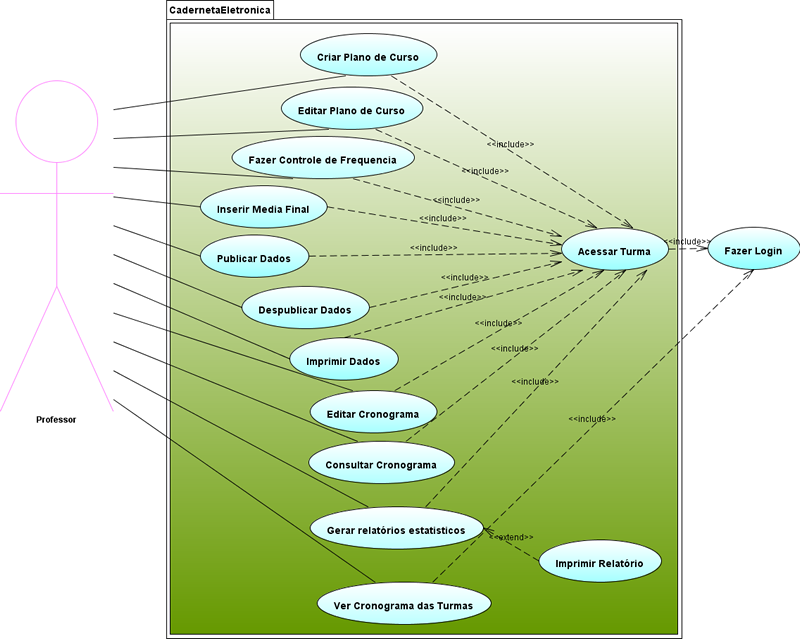 CadernetaEletronica
Criar Plano de Curso
Editar Plano de Curso
<<include>>
Fazer Controle de Frequencia
<<include>>
Inserir Media Final
<<include>>
<<include>>
Publicar Dados
<<include>>
Acessar Turma
<<include>>
Fazer Login
Despublicar Dados
<<include>>
<<include>>
Imprimir Dados
<<include>>
<<include>>
Editar Cronograma
<<include>>
<<include>>
Professor
Consultar Cronograma
Gerar relatórios estatisticos
<<extend>>
Imprimir Relatório
Ver Cronograma das Turmas